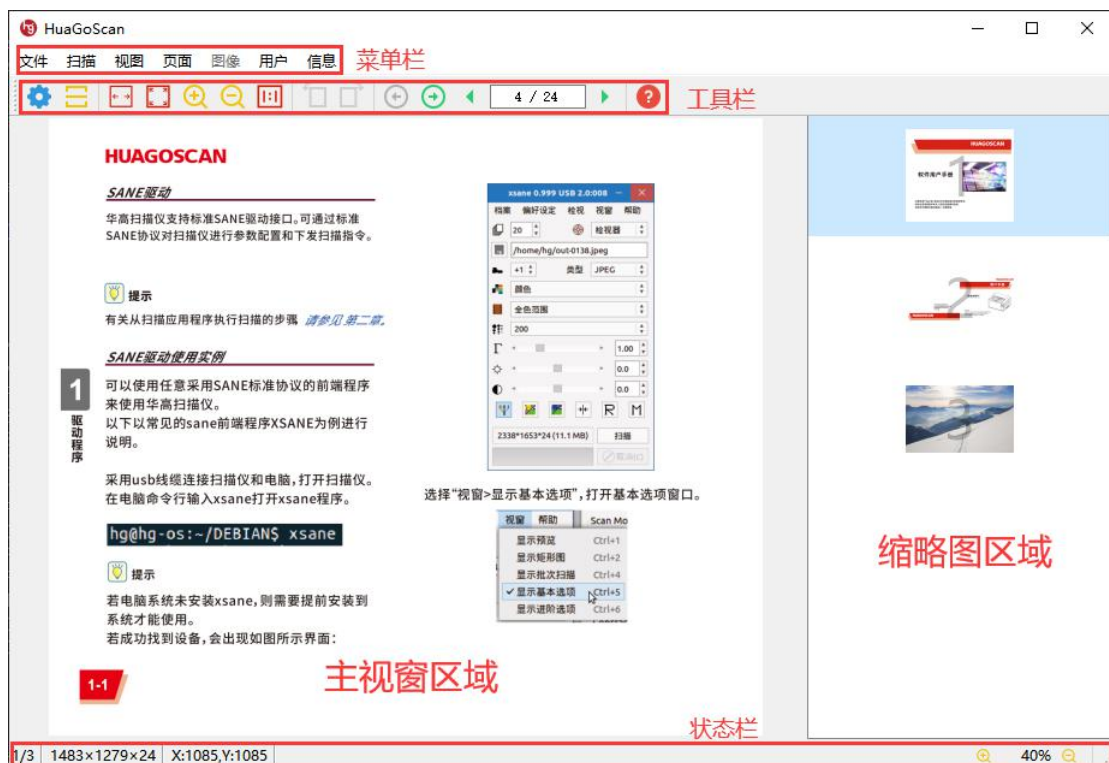 HuaGoScan
文件 扫描 视图 页面 图像 用户 信息 菜单栏
1:1 4 / 24 ? 工具栏
HUAGOSCAN
SANE驱动
华高扫描仪支持标准SANE驱动接口。可通过标准
SANE协议对扫描仪进行参数配置和下发扫描指令。
提示
有关从扫描应用程序执行扫描的步骤 请参见 第二章。
SANE驱动使用实例
1
驱动程序
可以使用任意采用SANE标准协议的前端程序
来使用华高扫描仪。
以下以常见的sane前端程序XSANE为例进行
说明。
采用usb线缆连接扫描仪和电脑,打开扫描仪。
在电脑命令行输入xsane打开xsane程序。
hg@hg-os:~/DEBIAN$ xsane
提示
若电脑系统未安装xsane,则需要提前安装到
系统才能使用。
若成功找到设备,会出现如图所示界面:
1-1
xsane 0.999 USB 2.0:008
档案 偏好设定 检视 视窗 帮助
20 检视器
/home/hg/out-0138.jpeg
+1 类型 JPEG
颜色
全色范围
200
1.00
0.0
0.0
R M
2338*1653*24 (11.1 MB) 扫描
选择“视窗>显示基本选项”,打开基本选项窗口。
视窗 帮助 Scan Mo
显示预览 Ctrl+1
显示矩形图 Ctrl+2
显示批次扫描 Ctrl+4
显示基本选项 Ctrl+5
显示进阶选项 Ctrl+6
主视窗区域
HUAGOSCAN
软件用户手册
1
2
3
缩略图区域
状态栏
1/3 1483×1279×24 X:1085,Y:1085 40%